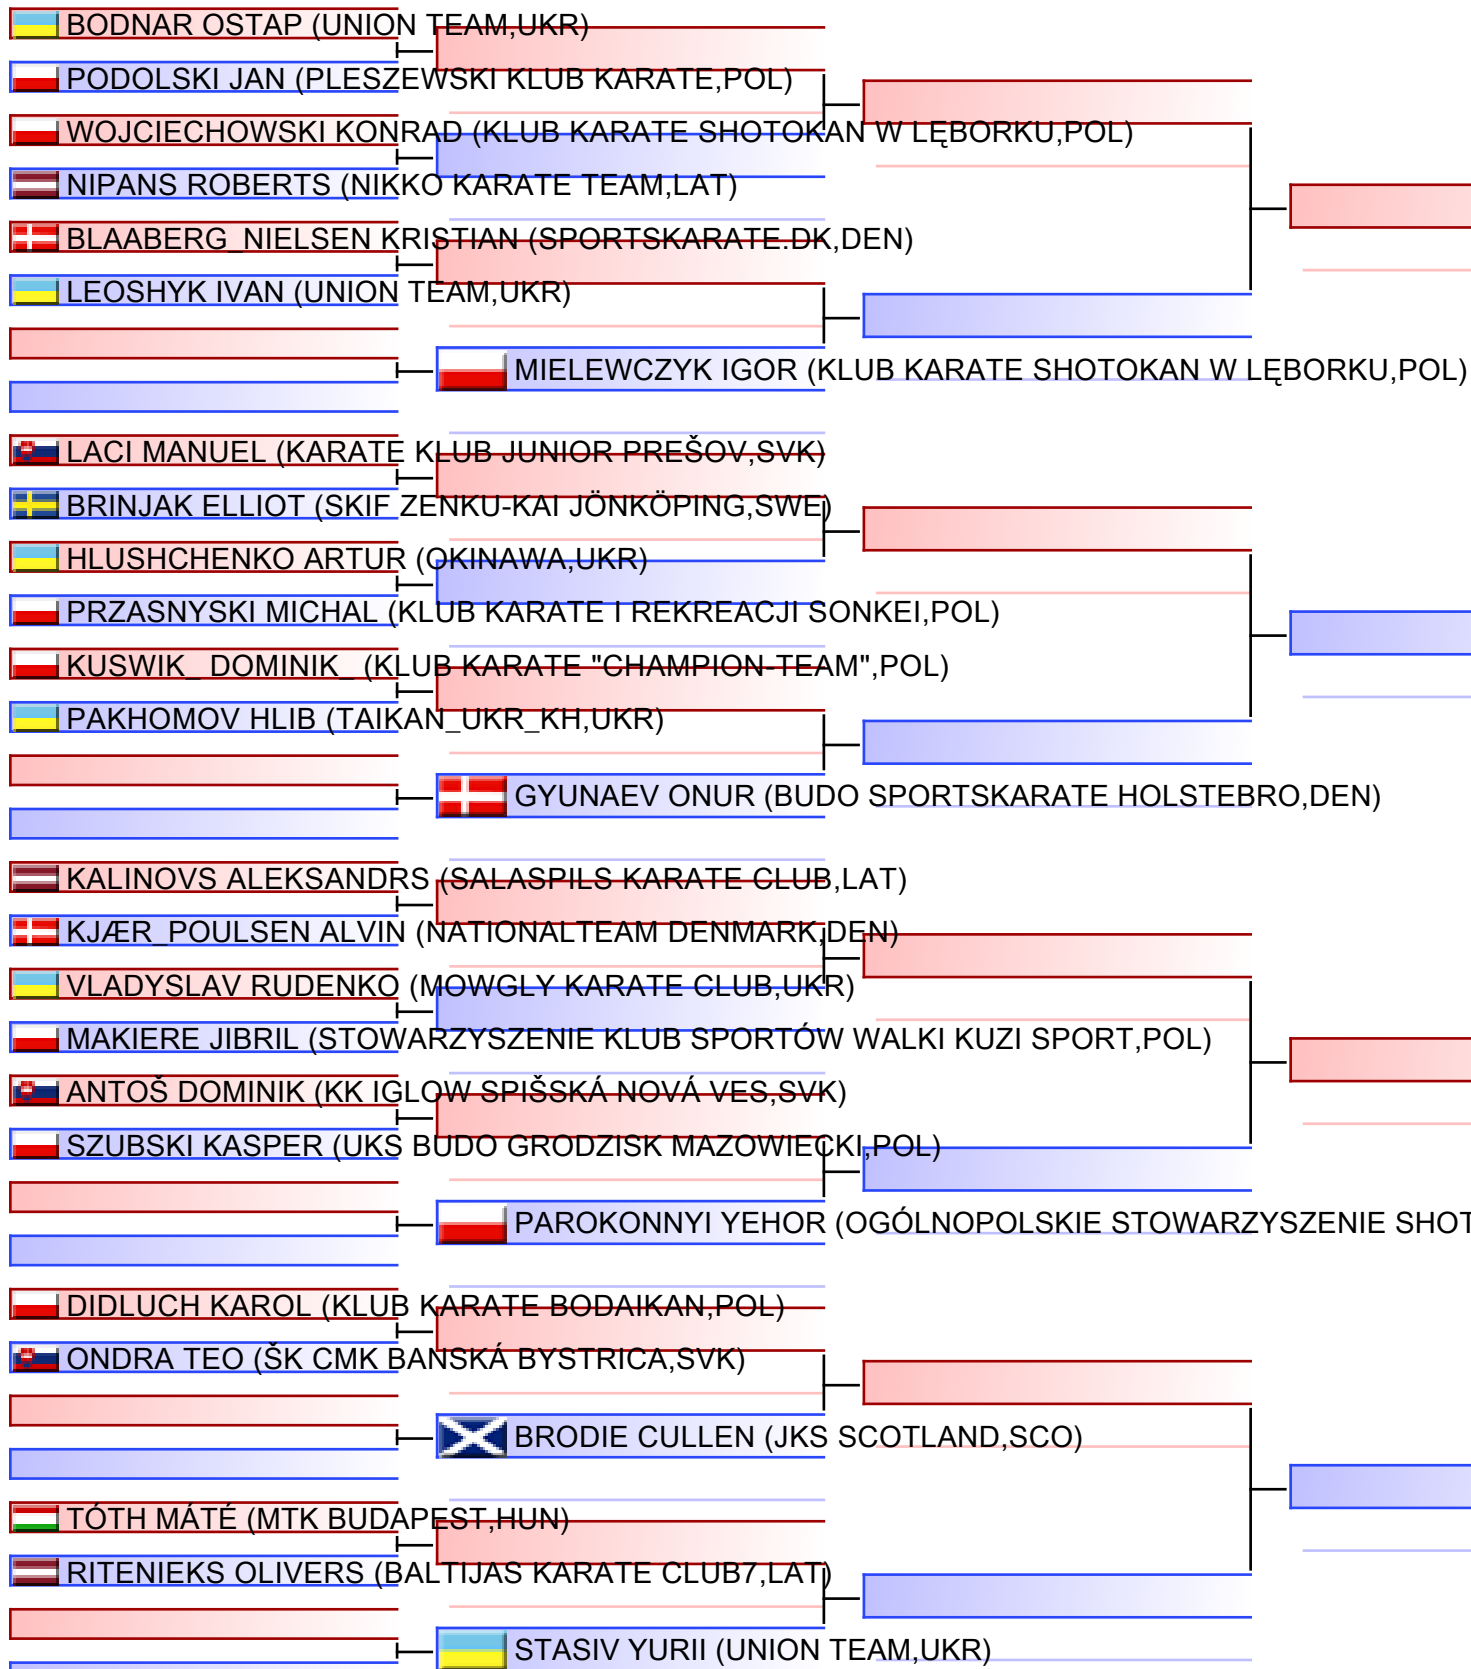 BODNAR OSTAP (UNION TEAM,UKR)
PODOLSKI JAN (PLESZEWSKI KLUB KARATE,POL)
WOJCIECHOWSKI KONRAD (KLUB KARATE SHOTOKAN W LĘBORKU,POL)
NIPANS ROBERTS (NIKKO KARATE TEAM,LAT)
BLAABERG_NIELSEN KRISTIAN (SPORTSKARATE.DK,DEN)
LEOSHYK IVAN (UNION TEAM,UKR)
MIELEWCZYK IGOR (KLUB KARATE SHOTOKAN W LĘBORKU,POL)
LACI MANUEL (KARATE KLUB JUNIOR PREŠOV,SVK)
BRINJAK ELLIOT (SKIF ZENKU-KAI JÖNKÖPING,SWE)
HLUSHCHENKO ARTUR (OKINAWA,UKR)
PRZASNYSKI MICHAL (KLUB KARATE I REKREACJI SONKEI,POL)
KUSWIK_ DOMINIK_ (KLUB KARATE "CHAMPION-TEAM",POL)
PAKHOMOV HLIB (TAIKAN_UKR_KH,UKR)
GYUNAEV ONUR (BUDO SPORTSKARATE HOLSTEBRO,DEN)
KALINOVS ALEKSANDRS (SALASPILS KARATE CLUB,LAT)
KJÆR_POULSEN ALVIN (NATIONALTEAM DENMARK,DEN)
VLADYSLAV RUDENKO (MOWGLY KARATE CLUB,UKR)
MAKIERE JIBRIL (STOWARZYSZENIE KLUB SPORTÓW WALKI KUZI SPORT,POL)
ANTOŠ DOMINIK (KK IGLOW SPIŠSKÁ NOVÁ VES,SVK)
SZUBSKI KASPER (UKS BUDO GRODZISK MAZOWIECKI,POL)
PAROKONNYI YEHOR (OGÓLNOPOLSKIE STOWARZYSZENIE SHOT
DIDLUCH KAROL (KLUB KARATE BODAIKAN,POL)
ONDRA TEO (ŠK CMK BANSKÁ BYSTRICA,SVK)
BRODIE CULLEN (JKS SCOTLAND,SCO)
TÓTH MÁTÉ (MTK BUDAPEST,HUN)
RITENIEKS OLIVERS (BALTIJAS KARATE CLUB7,LAT)
STASIV YURII (UNION TEAM,UKR)